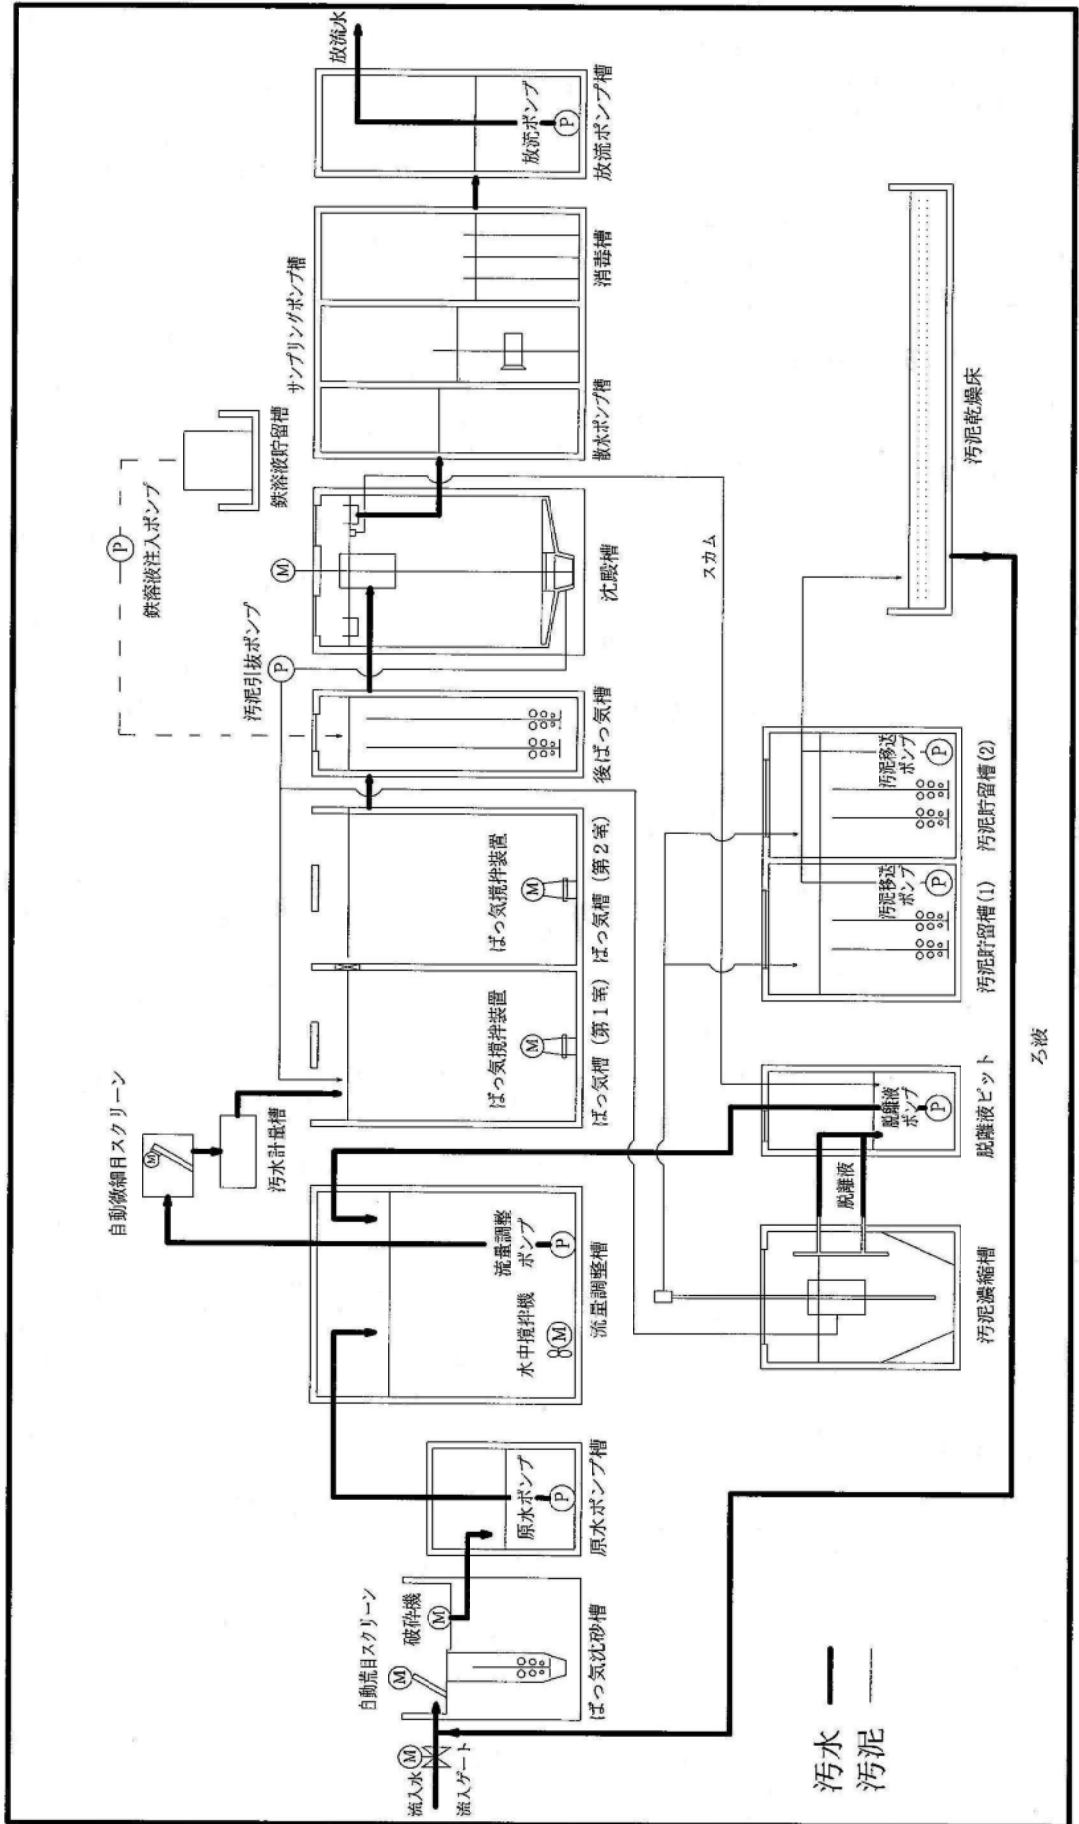 流入水
M
流入ゲート
自動荒目スクリーン
M
破砕機
M
ばっ気沈砂槽
原水ポンプ
P
原水ポンプ槽
水中撹拌機
M
流量調整
ポンプ
P
流量調整槽
自動微細目スクリーン
M
汚水計量槽
ばっ気撹拌装置
M
ばっ気槽(第1室)
ばっ気撹拌装置
M
ばっ気槽(第2室)
後ばっ気槽
汚泥引抜ポンプ
P
鉄溶液注入ポンプ
P
鉄溶液貯留槽
M
沈殿槽
スカム
散水ポンプ槽
サンプリングポンプ槽
消毒槽
放流ポンプ
P
放流ポンプ槽
放流水
汚泥濃縮槽
脱離液
脱離液
ポンプ
P
脱離液ピット
汚泥移送
ポンプ
P
汚泥貯留槽(1)
汚泥移送
ポンプ
P
汚泥貯留槽(2)
汚泥乾燥床
ろ液
汚水
汚泥